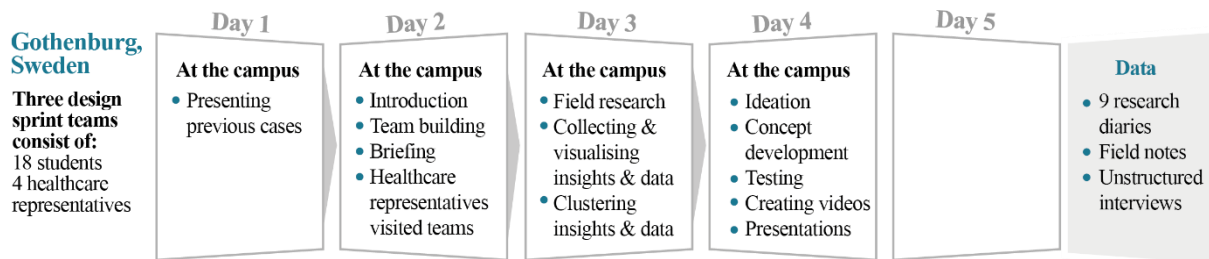 Gothenburg,
Sweden
Three design
sprint teams
consist of:
18 students
4 healthcare
representatives
Day 1
At the campus
• Presenting
previous cases
Day 2
At the campus
• Introduction
• Team building
• Briefing
• Healthcare
representatives
visited teams
Day 3
At the campus
• Field research
• Collecting &
visualising
insights & data
• Clustering
insights & data
Day 4
At the campus
• Ideation
• Concept
development
• Testing
• Creating videos
• Presentations
Day 5
Data
• 9 research
diaries
• Field notes
• Unstructured
interviews